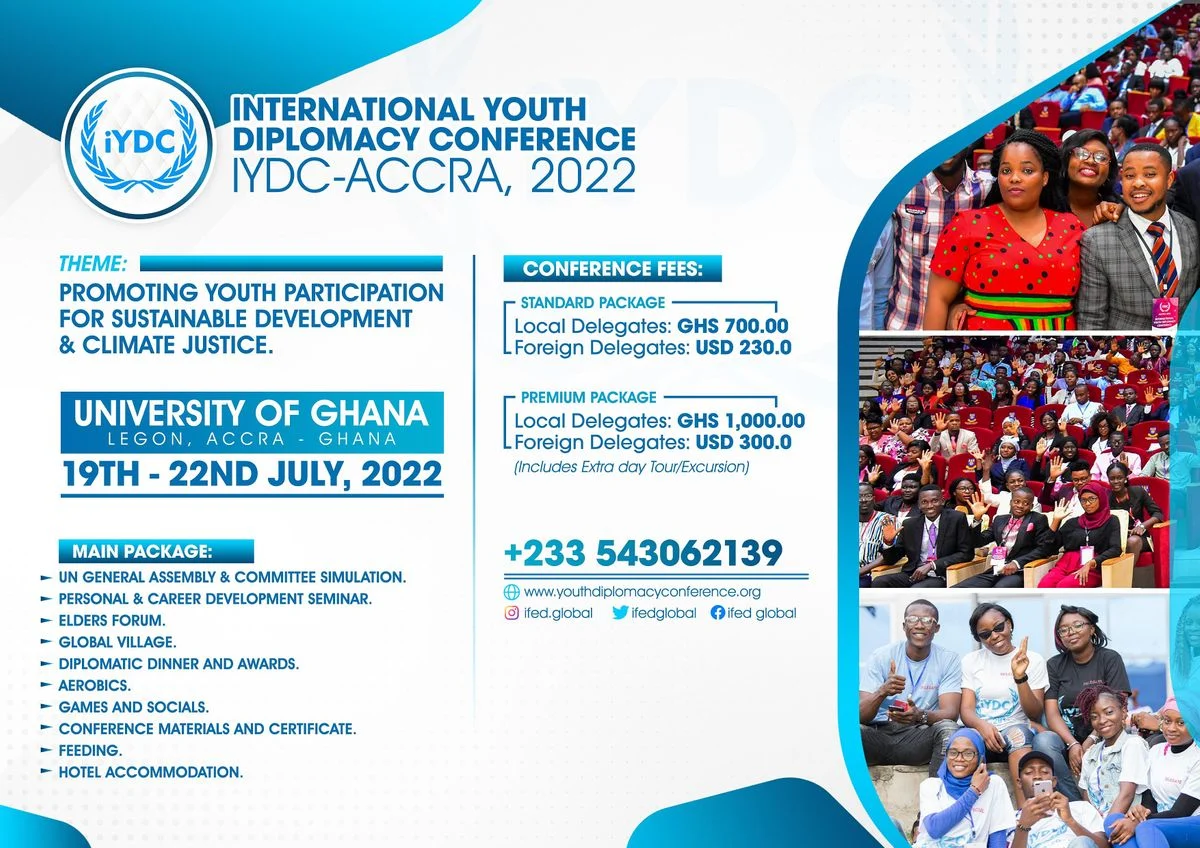 iYDC
INTERNATIONAL YOUTH
DIPLOMACY CONFERENCE
IYDC-ACCRA, 2022
THEME:
PROMOTING YOUTH PARTICIPATION
FOR SUSTAINABLE DEVELOPMENT
& CLIMATE JUSTICE.
UNIVERSITY OF GHANA
LEGON, ACCRA - GHANA
19TH - 22ND JULY, 2022
MAIN PACKAGE:
UN GENERAL ASSEMBLY & COMMITTEE SIMULATION.
PERSONAL & CAREER DEVELOPMENT SEMINAR.
ELDERS FORUM.
GLOBAL VILLAGE.
DIPLOMATIC DINNER AND AWARDS.
AEROBICS.
GAMES AND SOCIALS.
CONFERENCE MATERIALS AND CERTIFICATE.
FEEDING.
HOTEL ACCOMMODATION.
CONFERENCE FEES:
STANDARD PACKAGE
Local Delegates: GHS 700.00
Foreign Delegates: USD 230.0
PREMIUM PACKAGE
Local Delegates: GHS 1,000.00
Foreign Delegates: USD 300.0
(Includes Extra day Tour/Excursion)
+233 543062139
www.youthdiplomacyconference.org
ifed.global ifedglobal ifed global
iYDC